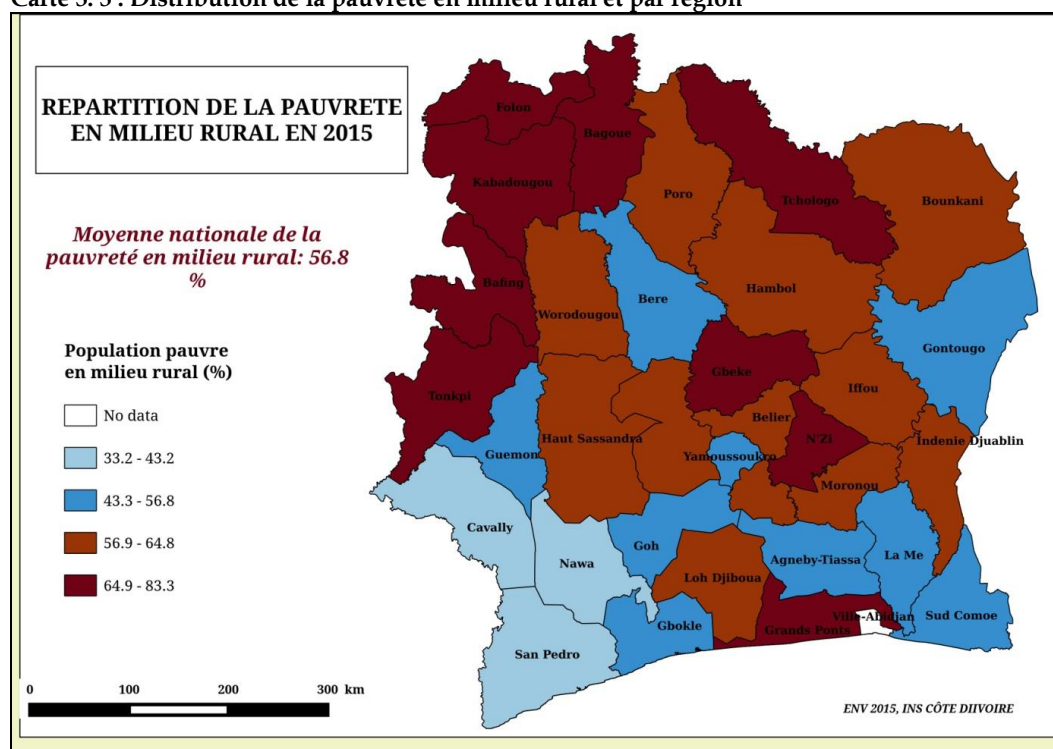 Carte 3. 3 : Distribution de la pauvreté en milieu rural et par région
REPARTITION DE LA PAUVRETE
EN MILIEU RURAL EN 2015
Moyenne nationale de la
pauvreté en milieu rural: 56.8
%
Population pauvre
en milieu rural (%)
No data
33.2 - 43.2
43.3 - 56.8
56.9 - 64.8
64.9 - 83.3
Folon
Bagoue
Kabadougou
Poro
Tchologo
Bounkani
Bafing
Worodougou
Bere
Hambol
Gontougo
Gbeke
Iffou
Tonkpi
Belier
N'Zi
Indenie Djuablin
Haut Sassandra
Guemon
Yamoussoukro
Moronou
Cavally
Nawa
Goh
Agneby-Tiassa
La Me
Loh Djiboua
Ville-Abidjan
Sud Comoe
Gbokle
Grands Ponts
San Pedro
0 100 200 300 km
ENV 2015, INS CÔTE DIIVOIRE